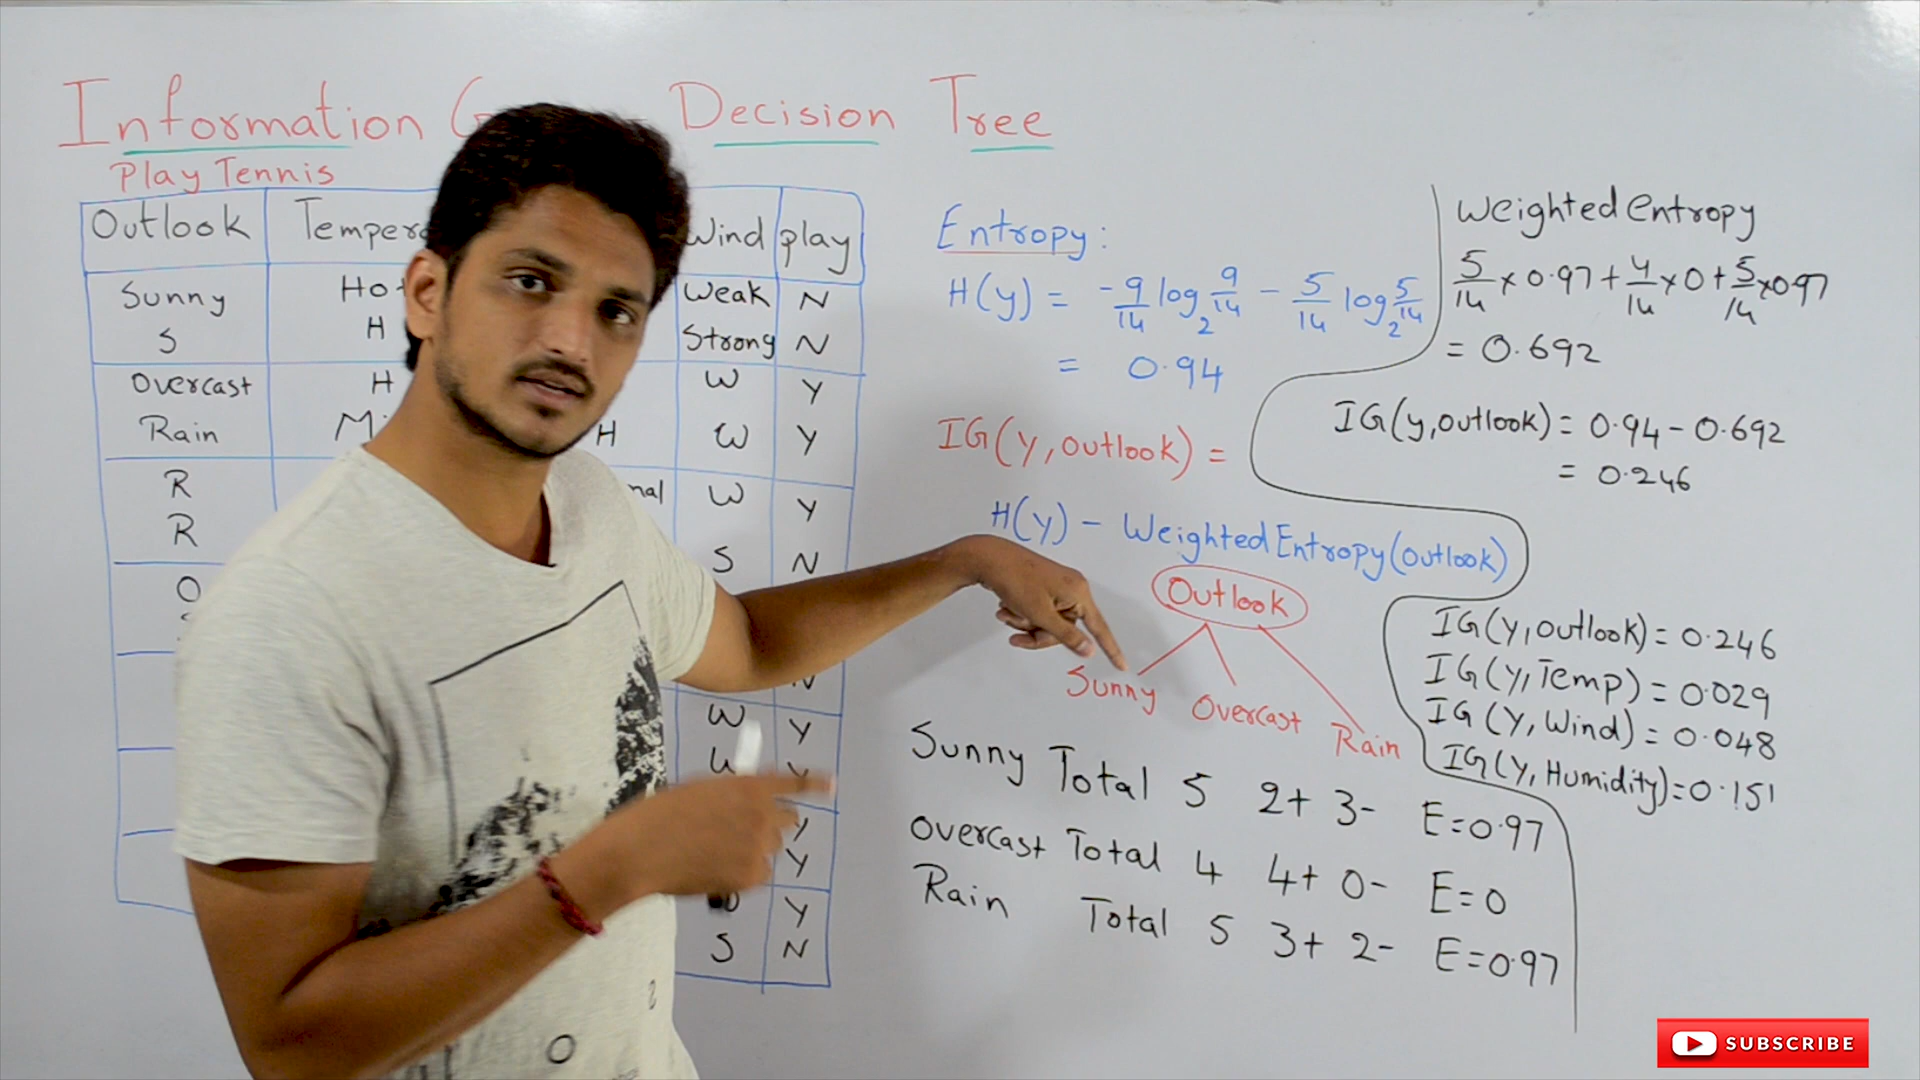 Information Decision Tree
Play Tennis
Outlook Wind play
Sunny Weak N
S H Strong N
Overcast H W Y
Rain H W Y
R W Y
R S N
O
N
W Y
Y
Y
Y
Y
S N
Entropy:
H(y) = -9/14 log2 9/14 - 5/14 log2 5/14
= 0.94
IG(y, outlook) =
H(y) - Weighted Entropy(outlook)
Outlook
Sunny Overcast Rain
Sunny Total 5 2+ 3- E=0.97
Overcast Total 4 4+ 0- E=0
Rain Total 5 3+ 2- E=0.97
Weighted Entropy
5/14 x 0.97 + 4/14 x 0 + 5/14 x 0.97
= 0.692
IG(y, outlook) = 0.94 - 0.692
= 0.246
IG(y, outlook) = 0.246
IG(y, Temp) = 0.029
IG(y, Wind) = 0.048
IG(y, Humidity) = 0.151
SUBSCRIBE